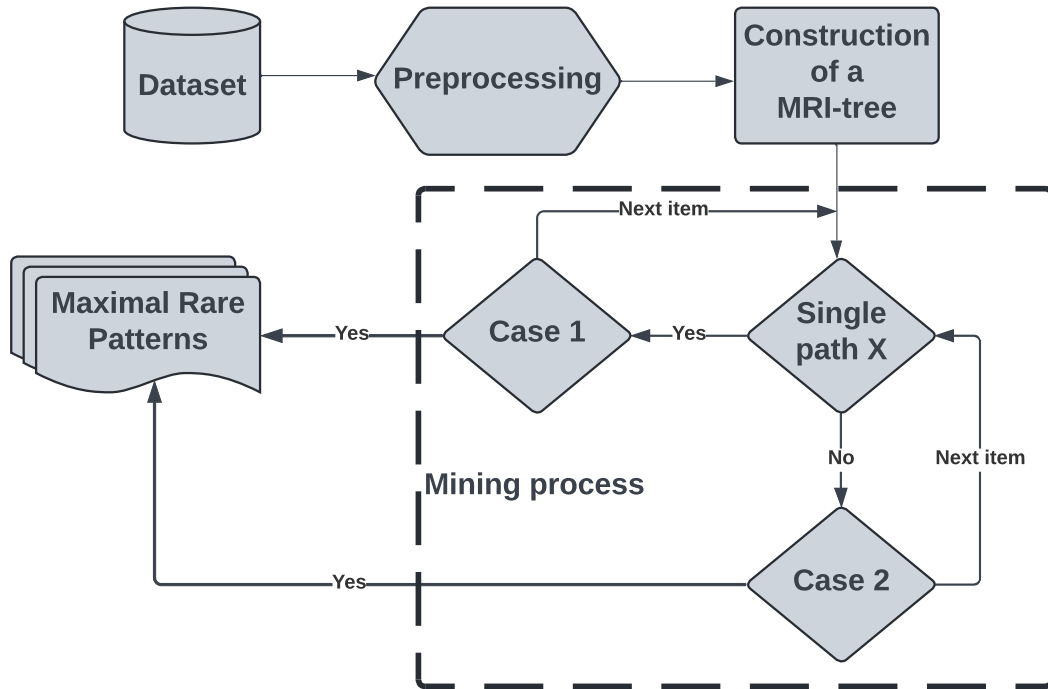 Dataset
Preprocessing
Construction
of a
MRI-tree
Next item
Maximal Rare
Patterns
Yes
Case 1
Yes
Single
path X
No
Next item
Mining process
Yes
Case 2